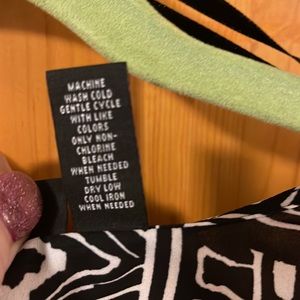 MACHINE
WASH COLD
GENTLE CYCLE
WITH LIKE
COLORS
ONLY NON-
CHLORINE
BLEACH
WHEN NEEDED
TUMBLE
DRY LOW
COOL IRON
WHEN NEEDED